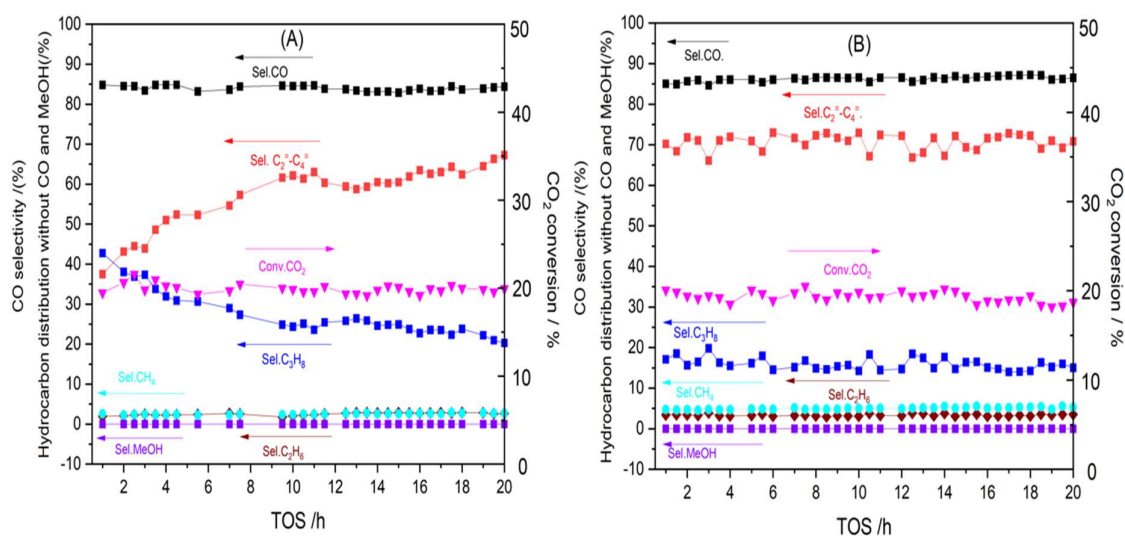 (A)
Sel.CO
Sel. C₂⁼-C₄⁼
Conv.CO₂
Sel.C₃H₈
Sel.CH₄
Sel.MeOH
Sel.C₂H₆
CO selectivity /(%)
Hydrocarbon distribution without CO and MeOH(/%)
100
90
80
70
60
50
40
30
20
10
0
-10
50
40
30
20
10
0
CO₂ conversion / %
2 4 6 8 10 12 14 16 18 20
TOS /h
(B)
Sel.CO.
Sel.C₂⁼-C₄⁼.
Conv.CO₂
Sel.C₃H₈
Sel.CH₄
Sel.C₂H₆
Sel.MeOH
CO selectivity /(%)
Hydrocarbon distribution without CO and MeOH(/%)
100
90
80
70
60
50
40
30
20
10
0
-10
50
40
30
20
10
0
CO₂ conversion / %
2 4 6 8 10 12 14 16 18 20
TOS /h